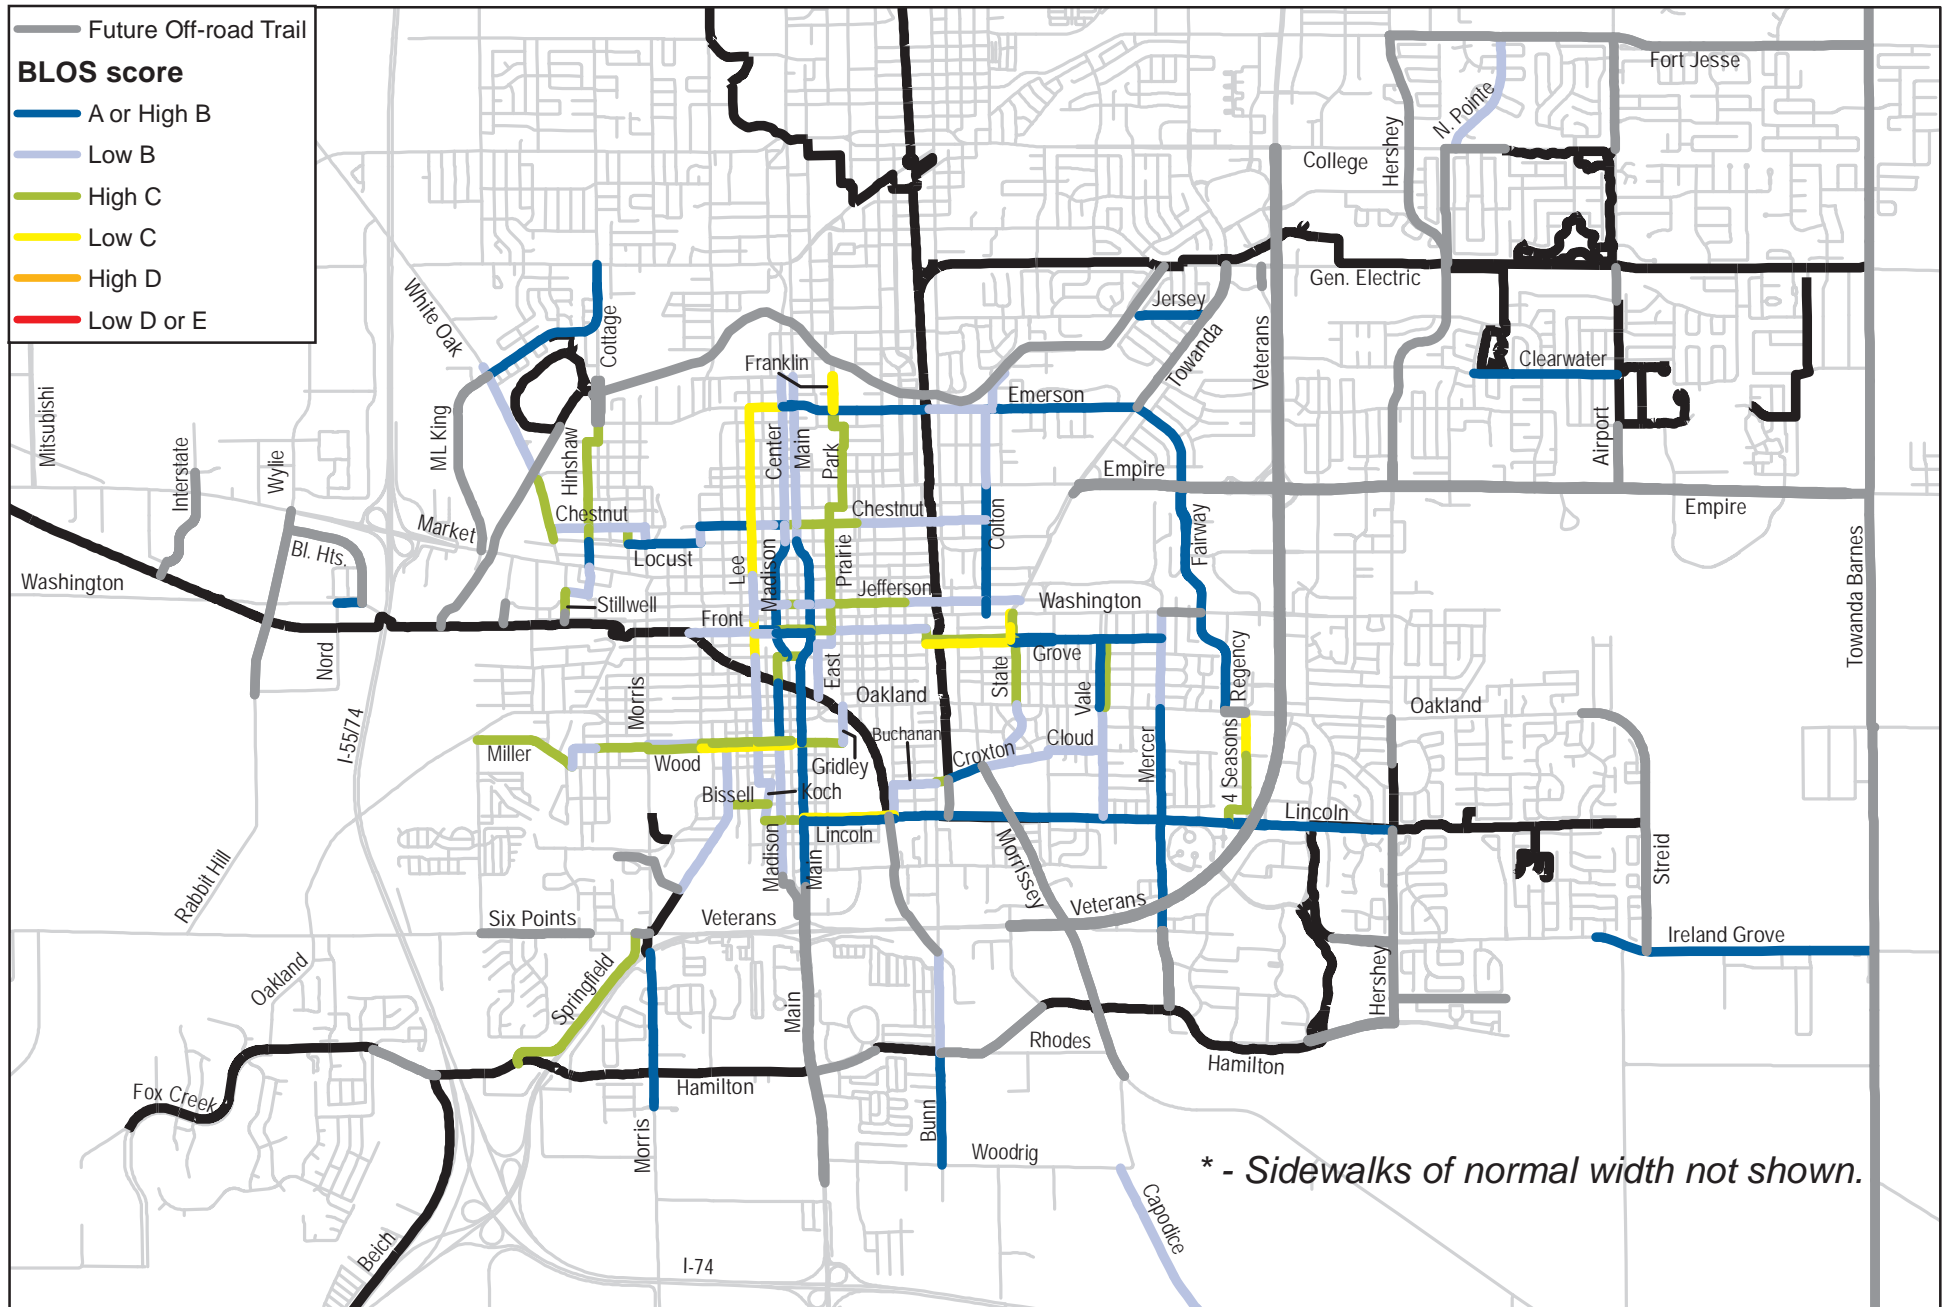 Future Off-road Trail
BLOS score
A or High B
Low B
High C
Low C
High D
Low D or E
Fort Jesse
N. Pointe
Hershey
College
White Oak
Cottage
Jersey
Towanda
Veterans
Gen. Electric
Clearwater
Airport
Franklin
Emerson
Mitsubishi
Interstate
Wylie
ML King
Hinshaw
Center
Main
Park
Empire
Empire
Market
Chestnut
Chestnut
Colton
Fairway
Bl. Hts.
Locust
Lee
Madison
Prairie
Washington
Stillwell
Jefferson
Washington
Towanda Barnes
Front
Nord
Grove
Regency
State
Vale
East
Morris
Oakland
Oakland
I-55/74
Miller
Wood
Buchanan
Croxton
Cloud
Mercer
4 Seasons
Gridley
Bissell
Koch
Lincoln
Lincoln
Madison
Main
Morrissey
Streid
Rabbit Hill
Six Points
Veterans
Veterans
Ireland Grove
Oakland
Springfield
Main
Hershey
Rhodes
Hamilton
Fox Creek
Hamilton
Bunn
Morris
Woodrig
* - Sidewalks of normal width not shown.
Capodice
Beich
I-74